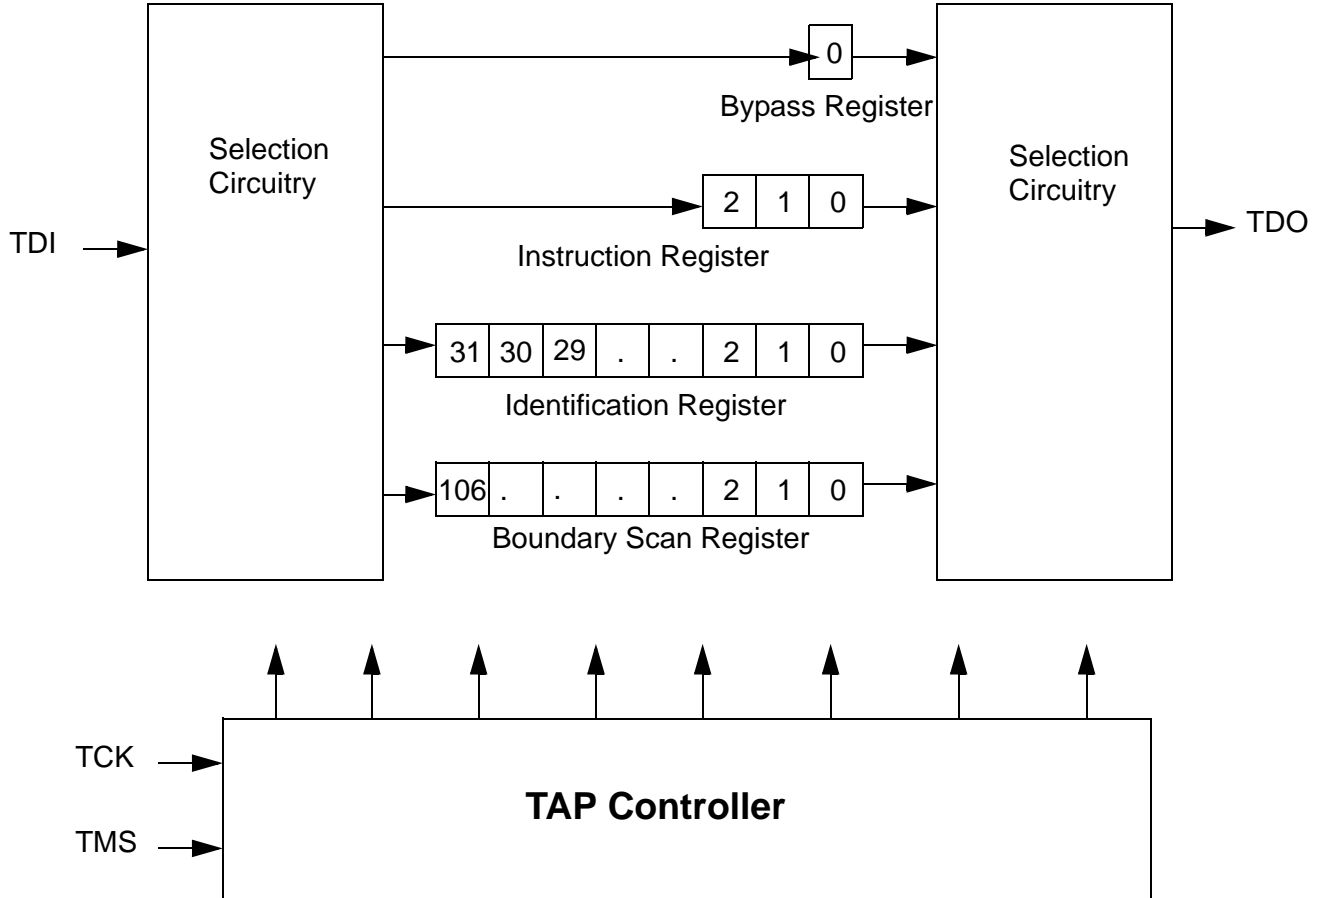 0
Bypass Register
Selection
Circuitry
Selection
Circuitry
2 1 0
TDI
TDO
Instruction Register
31 30 29 . . 2 1 0
Identification Register
106 . . . . 2 1 0
Boundary Scan Register
TCK
TAP Controller
TMS